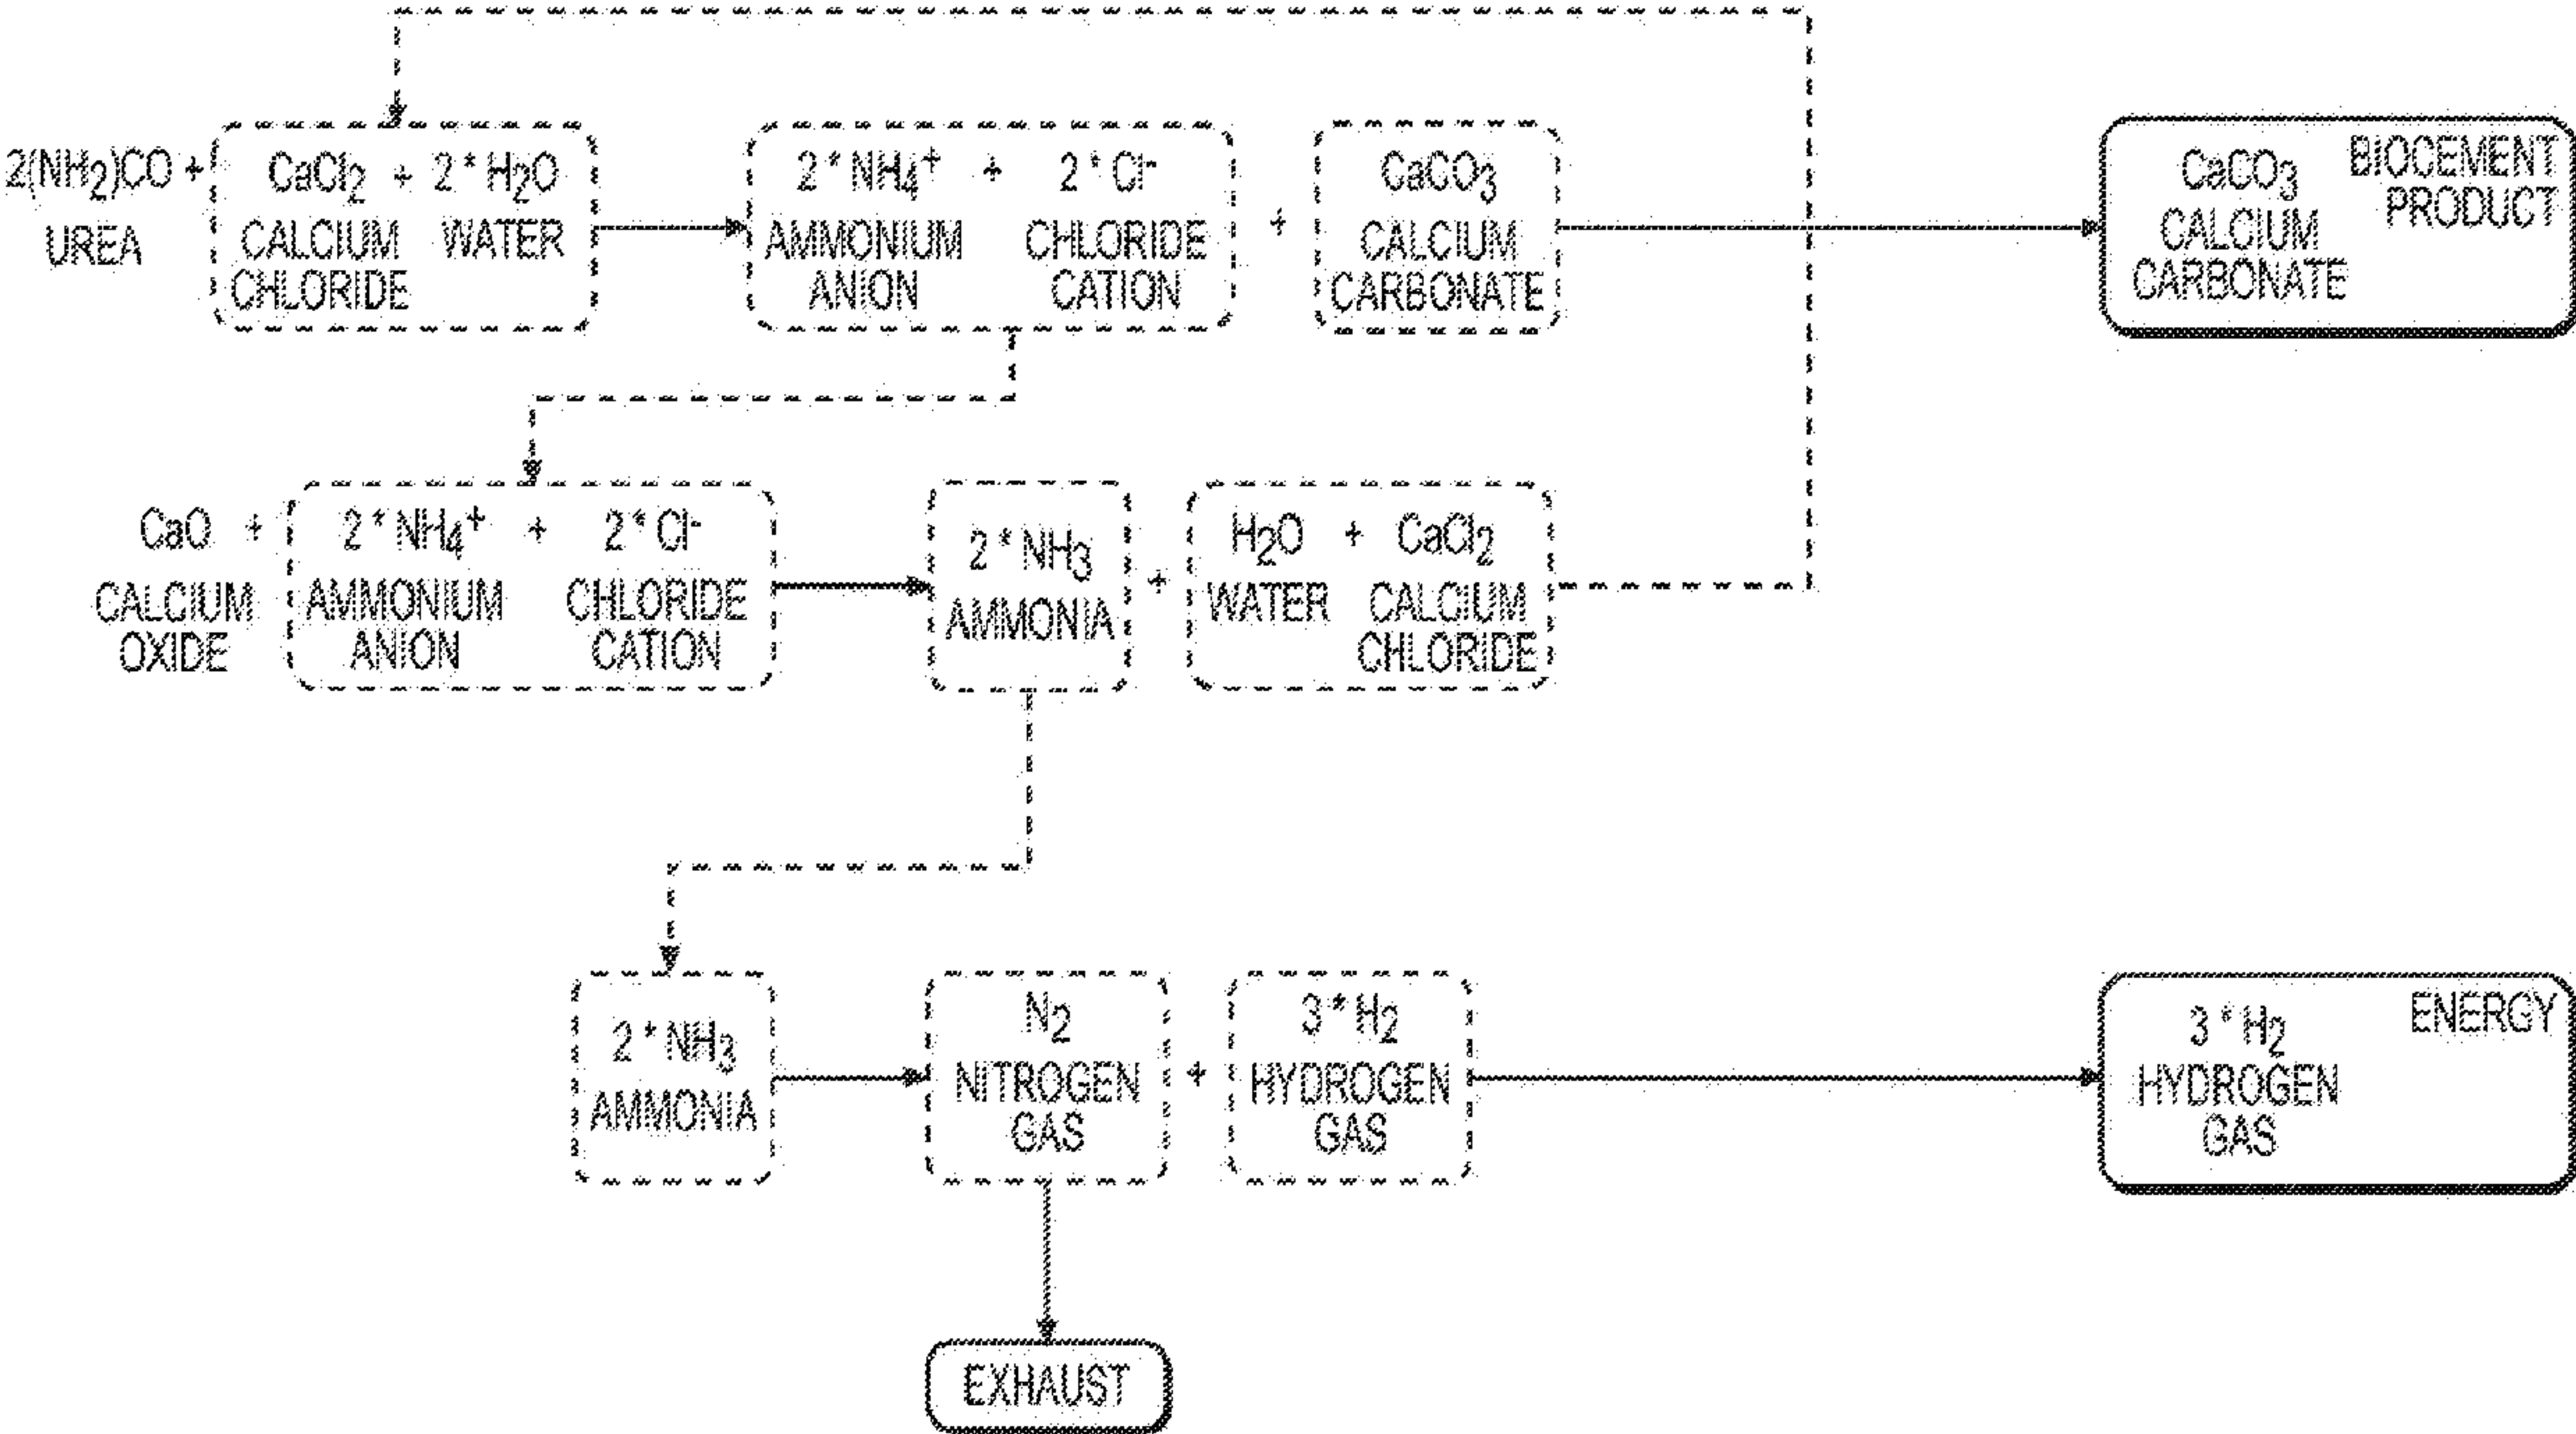 2(NH2)CO + CaCl2 + 2*H2O 2*NH4+ + 2*Cl- CaCO3 CaCO3 BIOCEMENT
UREA CALCIUM WATER AMMONIUM CHLORIDE + CALCIUM CALCIUM PRODUCT
CHLORIDE ANION CATION CARBONATE CARBONATE
CaO + 2*NH4+ + 2*Cl- 2*NH3 + H2O + CaCl2
CALCIUM AMMONIUM CHLORIDE AMMONIA WATER CALCIUM
OXIDE ANION CATION CHLORIDE
2*NH3 N2 + 3*H2 3*H2 ENERGY
AMMONIA NITROGEN HYDROGEN HYDROGEN
GAS GAS GAS
EXHAUST